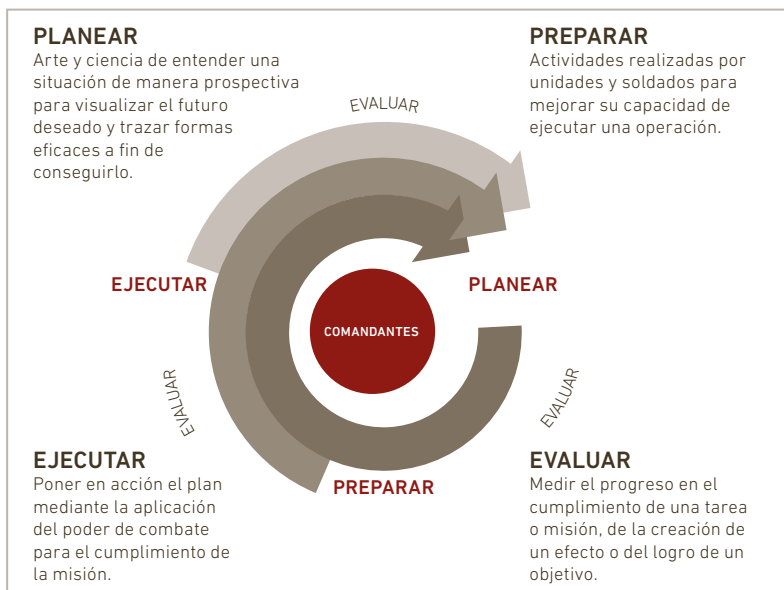 PLANEAR
Arte y ciencia de entender una
situación de manera prospectiva
para visualizar el futuro
deseado y trazar formas
eficaces a fin de
conseguirlo.
PREPARAR
Actividades realizadas por
unidades y soldados para
mejorar su capacidad de
ejecutar una operación.
EVALUAR
EJECUTAR
PLANEAR
COMANDANTES
EVALUAR
EVALUAR
PREPARAR
EJECUTAR
Poner en acción el plan
mediante la aplicación
del poder de combate
para el cumplimiento de
la misión.
EVALUAR
Medir el progreso en el
cumplimiento de una tarea
o misión, de la creación de
un efecto o del logro de un
objetivo.